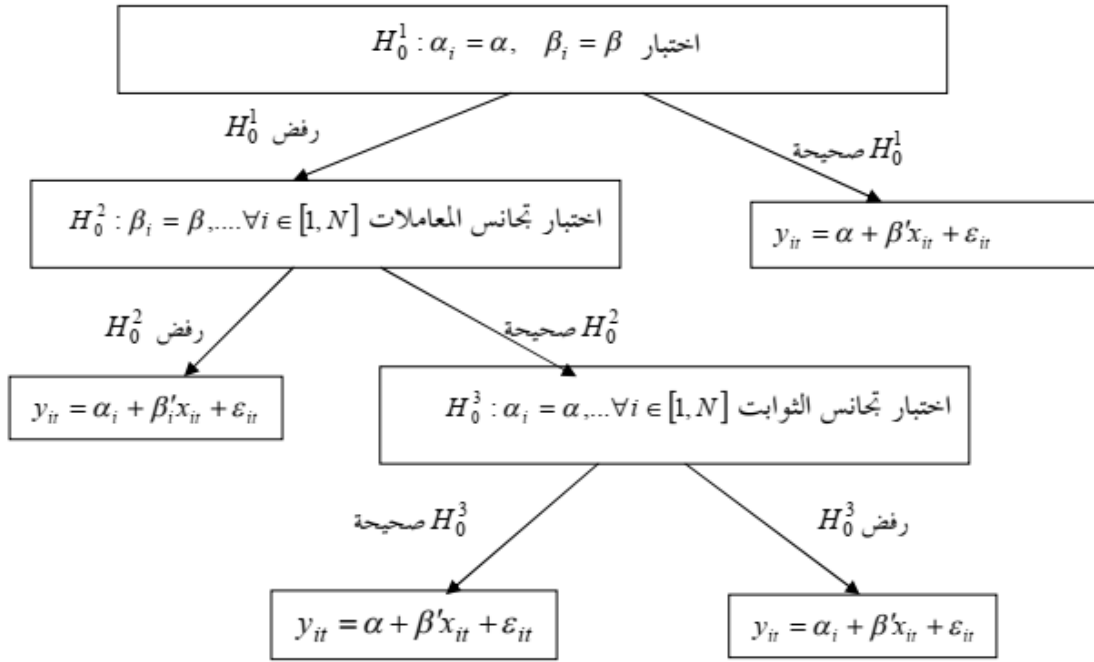 اختبار $H_0^1 : \alpha_i = \alpha, \quad \beta_i = \beta$
رفض $H_0^1$
$H_0^1$ صحيحة
اختبار تجانس المعاملات $H_0^2 : \beta_i = \beta,....\forall i \in [1, N]$
$y_{it} = \alpha + \beta' x_{it} + \varepsilon_{it}$
رفض $H_0^2$
$H_0^2$ صحيحة
$y_{it} = \alpha_i + \beta_i' x_{it} + \varepsilon_{it}$
اختبار تجانس الثوابت $H_0^3 : \alpha_i = \alpha,...\forall i \in [1, N]$
$H_0^3$ صحيحة
رفض $H_0^3$
$y_{it} = \alpha + \beta' x_{it} + \varepsilon_{it}$
$y_{it} = \alpha_i + \beta' x_{it} + \varepsilon_{it}$